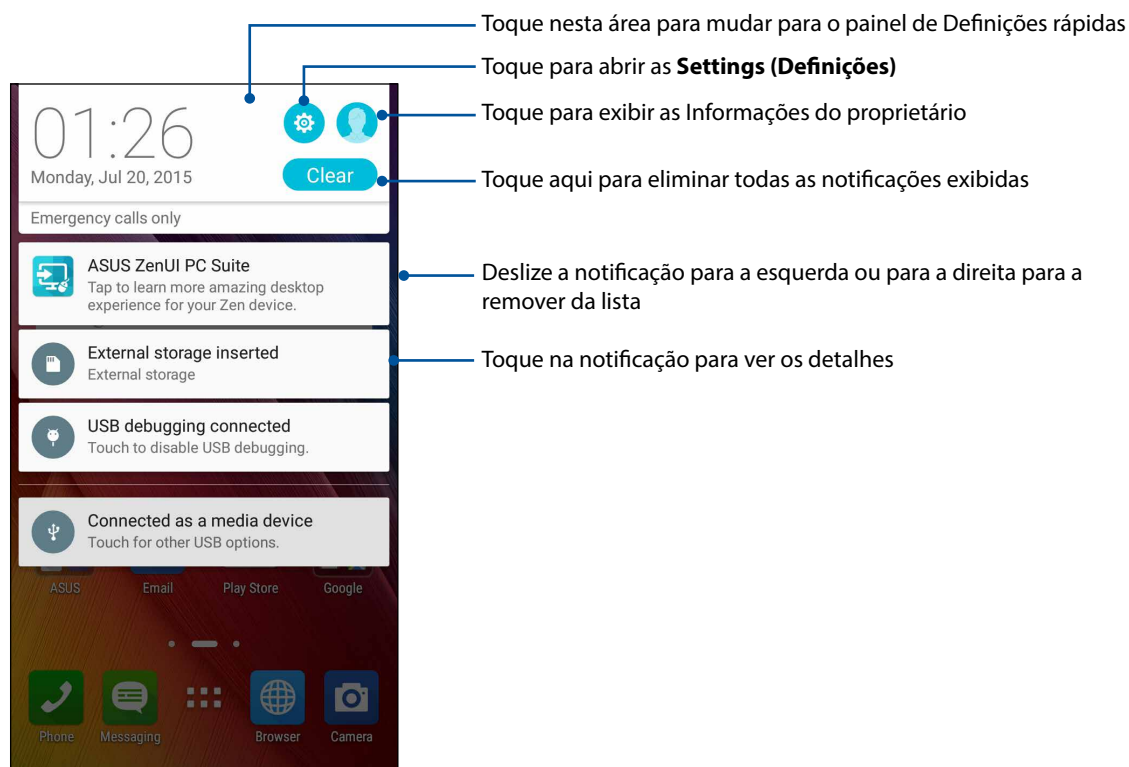 Toque nesta área para mudar para o painel de Definições rápidas
Toque para abrir as Settings (Definições)
Toque para exibir as Informações do proprietário
Toque aqui para eliminar todas as notificações exibidas
Deslize a notificação para a esquerda ou para a direita para a
remover da lista
Toque na notificação para ver os detalhes
01:26
Monday, Jul 20, 2015
Clear
Emergency calls only
ASUS ZenUI PC Suite
Tap to learn more amazing desktop
experience for your Zen device.
External storage inserted
External storage
USB debugging connected
Touch to disable USB debugging.
Connected as a media device
Touch for other USB options.
ASUS Email Play Store Google
Phone Messaging Browser Camera